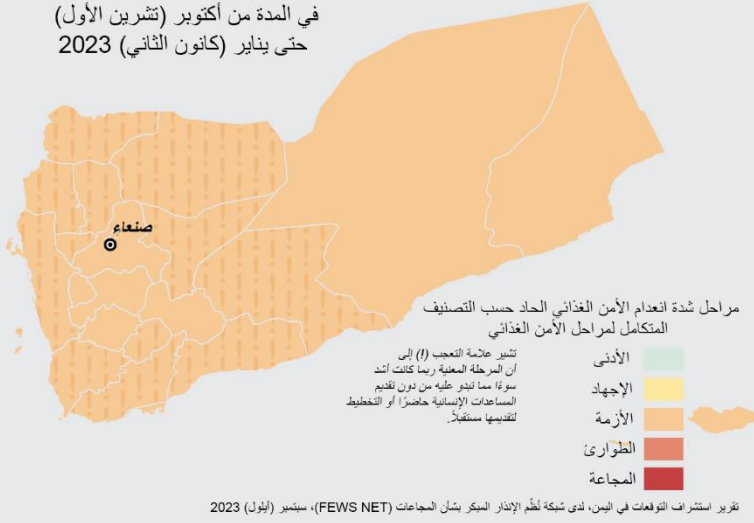 في المدة من أكتوبر (تشرين الأول)
حتى يناير (كانون الثاني) 2023
صنعاء
مراحل شدة انعدام الأمن الغذائي الحاد حسب التصنيف
المتكامل لمراحل الأمن الغذائي
تشير علامة التعجب (!) إلى
أن المرحلة المعنية ربما كانت أشد
سوءًا مما تبدو عليه من دون تقديم
المساعدات الإنسانية حاضرًا أو التخطيط
لتقديمها مستقبلاً.
الأدنى
الإجهاد
الأزمة
الطوارئ
المجاعة
تقرير استشراف التوقعات في اليمن، لدى شبكة نُظُم الإنذار المبكر بشأن المجاعات (FEWS NET)، سبتمبر (أيلول) 2023